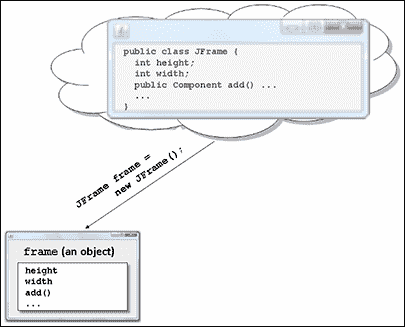 public class JFrame {
int height;
int width;
public Component add() ...
...
}
JFrame frame =
new JFrame();
frame (an object)
height
width
add()
...